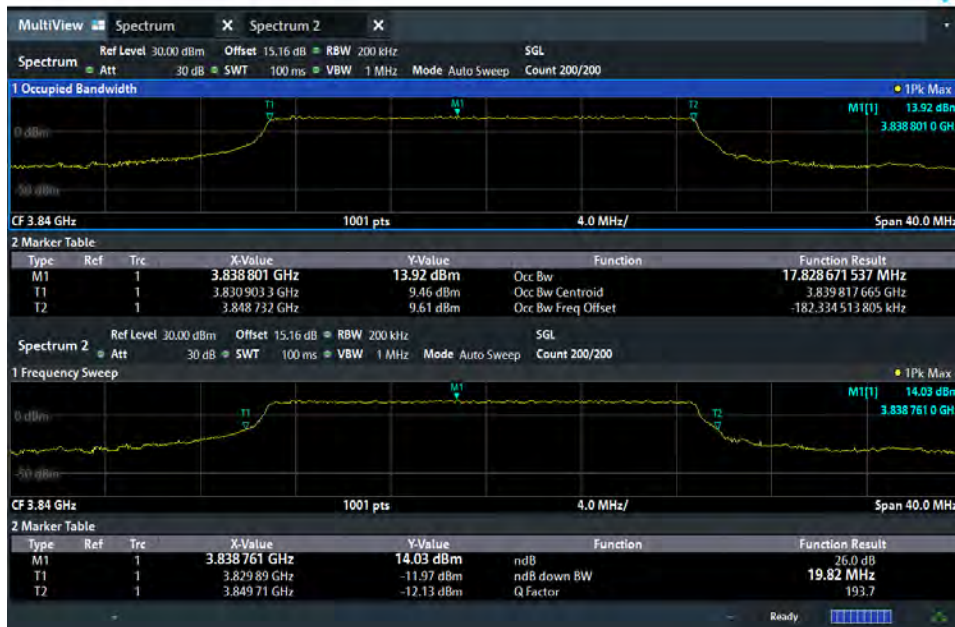 MultiView Spectrum X Spectrum 2 X
Ref Level 30.00 dBm Offset 15.16 dB RBW 200 kHz SGL
Spectrum Att 30 dB SWT 100 ms VBW 1 MHz Mode Auto Sweep Count 200/200
1 Occupied Bandwidth 1Pk Max
T1 M1 T2 M1[1] 13.92 dBm
3.838 801 0 GH
0 dBm
-50 dBm
CF 3.84 GHz 1001 pts 4.0 MHz/ Span 40.0 MHz
2 Marker Table
Type Ref Trc X-Value Y-Value Function Function Result
M1 1 3.838 801 GHz 13.92 dBm Occ Bw 17.828 671 537 MHz
T1 1 3.830 903 3 GHz 9.46 dBm Occ Bw Centroid 3.839 817 665 GHz
T2 1 3.848 732 GHz 9.61 dBm Occ Bw Freq Offset -182.334 513 805 kHz
Ref Level 30.00 dBm Offset 15.16 dB RBW 200 kHz SGL
Spectrum 2 Att 30 dB SWT 100 ms VBW 1 MHz Mode Auto Sweep Count 200/200
1 Frequency Sweep 1Pk Max
M1 M1[1] 14.03 dBm
T1 T2 3.838 761 0 GH
0 dBm
-50 dBm
CF 3.84 GHz 1001 pts 4.0 MHz/ Span 40.0 MHz
2 Marker Table
Type Ref Trc X-Value Y-Value Function Function Result
M1 1 3.838 761 GHz 14.03 dBm ndB 26.0 dB
T1 1 3.829 89 GHz -11.97 dBm ndB down BW 19.82 MHz
T2 1 3.849 71 GHz -12.13 dBm Q Factor 193.7
Ready